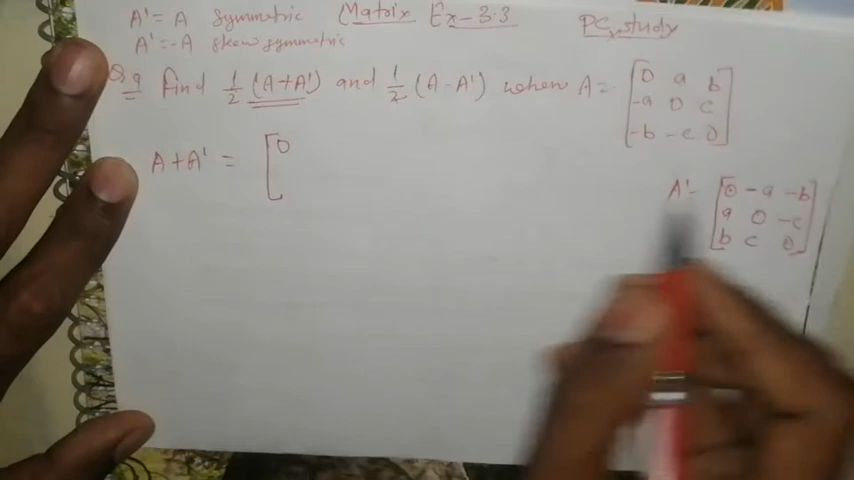 A' = A Symmetric Matrix Ex-3.3 PC study
A' = -A skew symmetric
Q9 Find 1/2 (A+A') and 1/2 (A-A') when A = [0 a b
-a 0 c
-b -c 0]
A+A' = [0
A' = [0 -a -b
a 0 -c
b c 0]